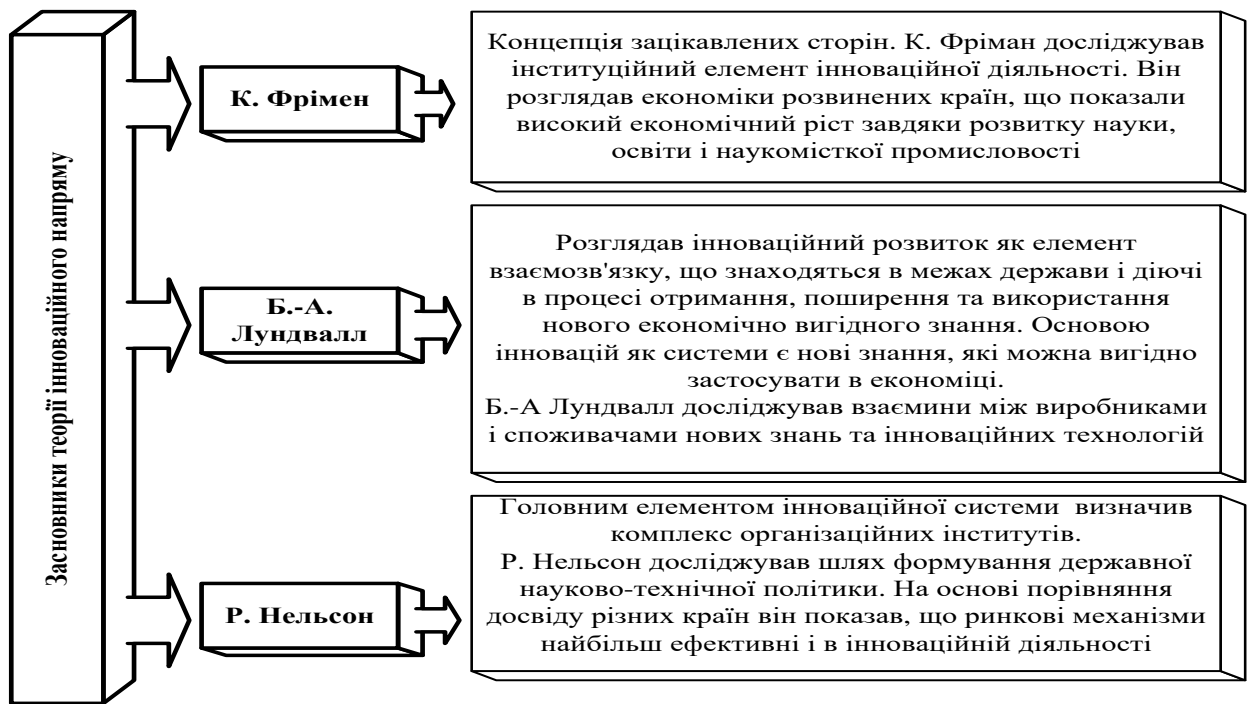 Засновники теорії інноваційного напряму
К. Фрімен
Концепція зацікавлених сторін. К. Фріман досліджував
інституційний елемент інноваційної діяльності. Він
розглядав економіки розвинених країн, що показали
високий економічний ріст завдяки розвитку науки,
освіти і наукомісткої промисловості
Б.-А.
Лундвалл
Розглядав інноваційний розвиток як елемент
взаємозв'язку, що знаходяться в межах держави і діючі
в процесі отримання, поширення та використання
нового економічно вигідного знання. Основою
інновацій як системи є нові знання, які можна вигідно
застосувати в економіці.
Б.-А Лундвалл досліджував взаємини між виробниками
і споживачами нових знань та інноваційних технологій
Р. Нельсон
Головним елементом інноваційної системи визначив
комплекс організаційних інститутів.
Р. Нельсон досліджував шлях формування державної
науково-технічної політики. На основі порівняння
досвіду різних країн він показав, що ринкові механізми
найбільш ефективні і в інноваційній діяльності